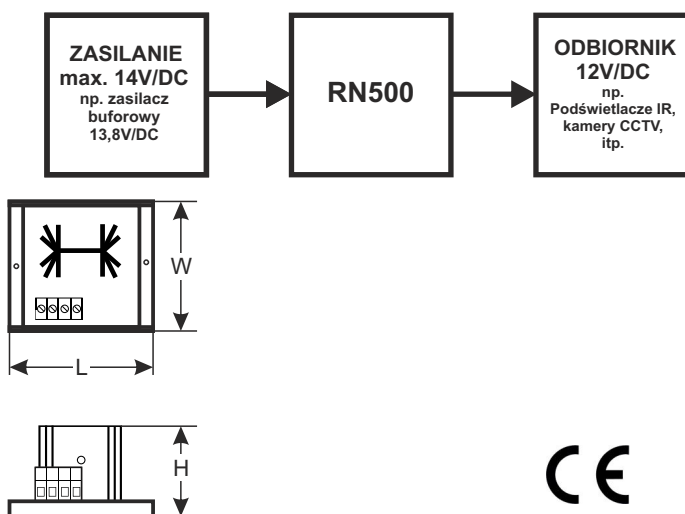 ZASILANIE
max. 14V/DC
np. zasilacz
buforowy
13,8V/DC
RN500
ODBIORNIK
12V/DC
np.
Podświetlacze IR,
kamery CCTV,
itp.
W
L
H
CE